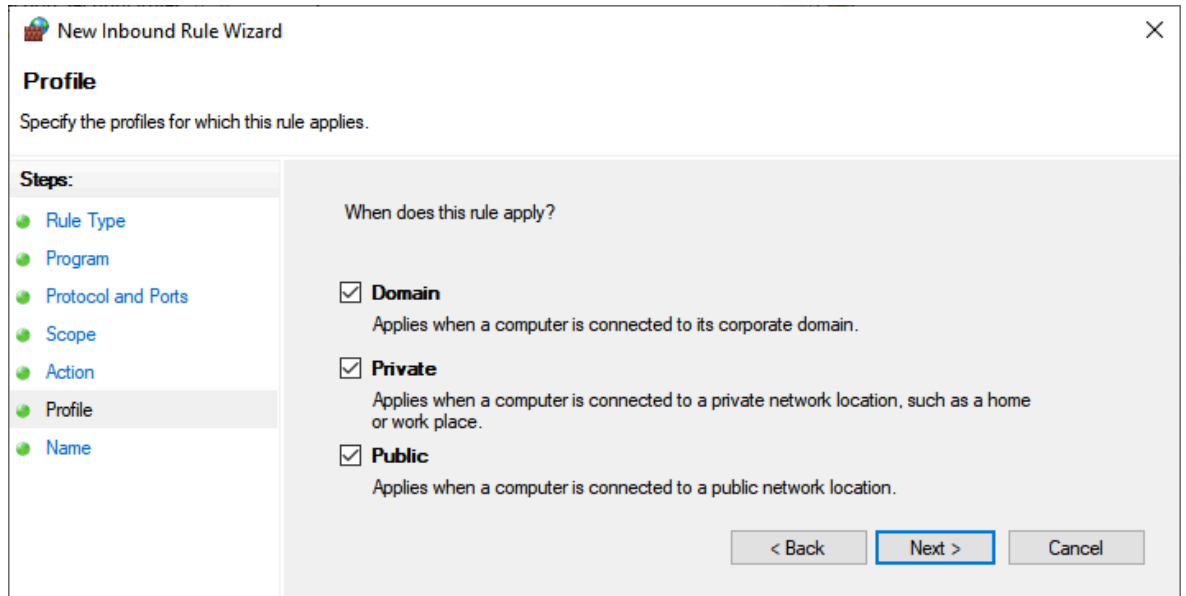 New Inbound Rule Wizard
Profile
Specify the profiles for which this rule applies.
Steps:
Rule Type
Program
Protocol and Ports
Scope
Action
Profile
Name
When does this rule apply?
Domain
Applies when a computer is connected to its corporate domain.
Private
Applies when a computer is connected to a private network location, such as a home
or work place.
Public
Applies when a computer is connected to a public network location.
< Back
Next >
Cancel